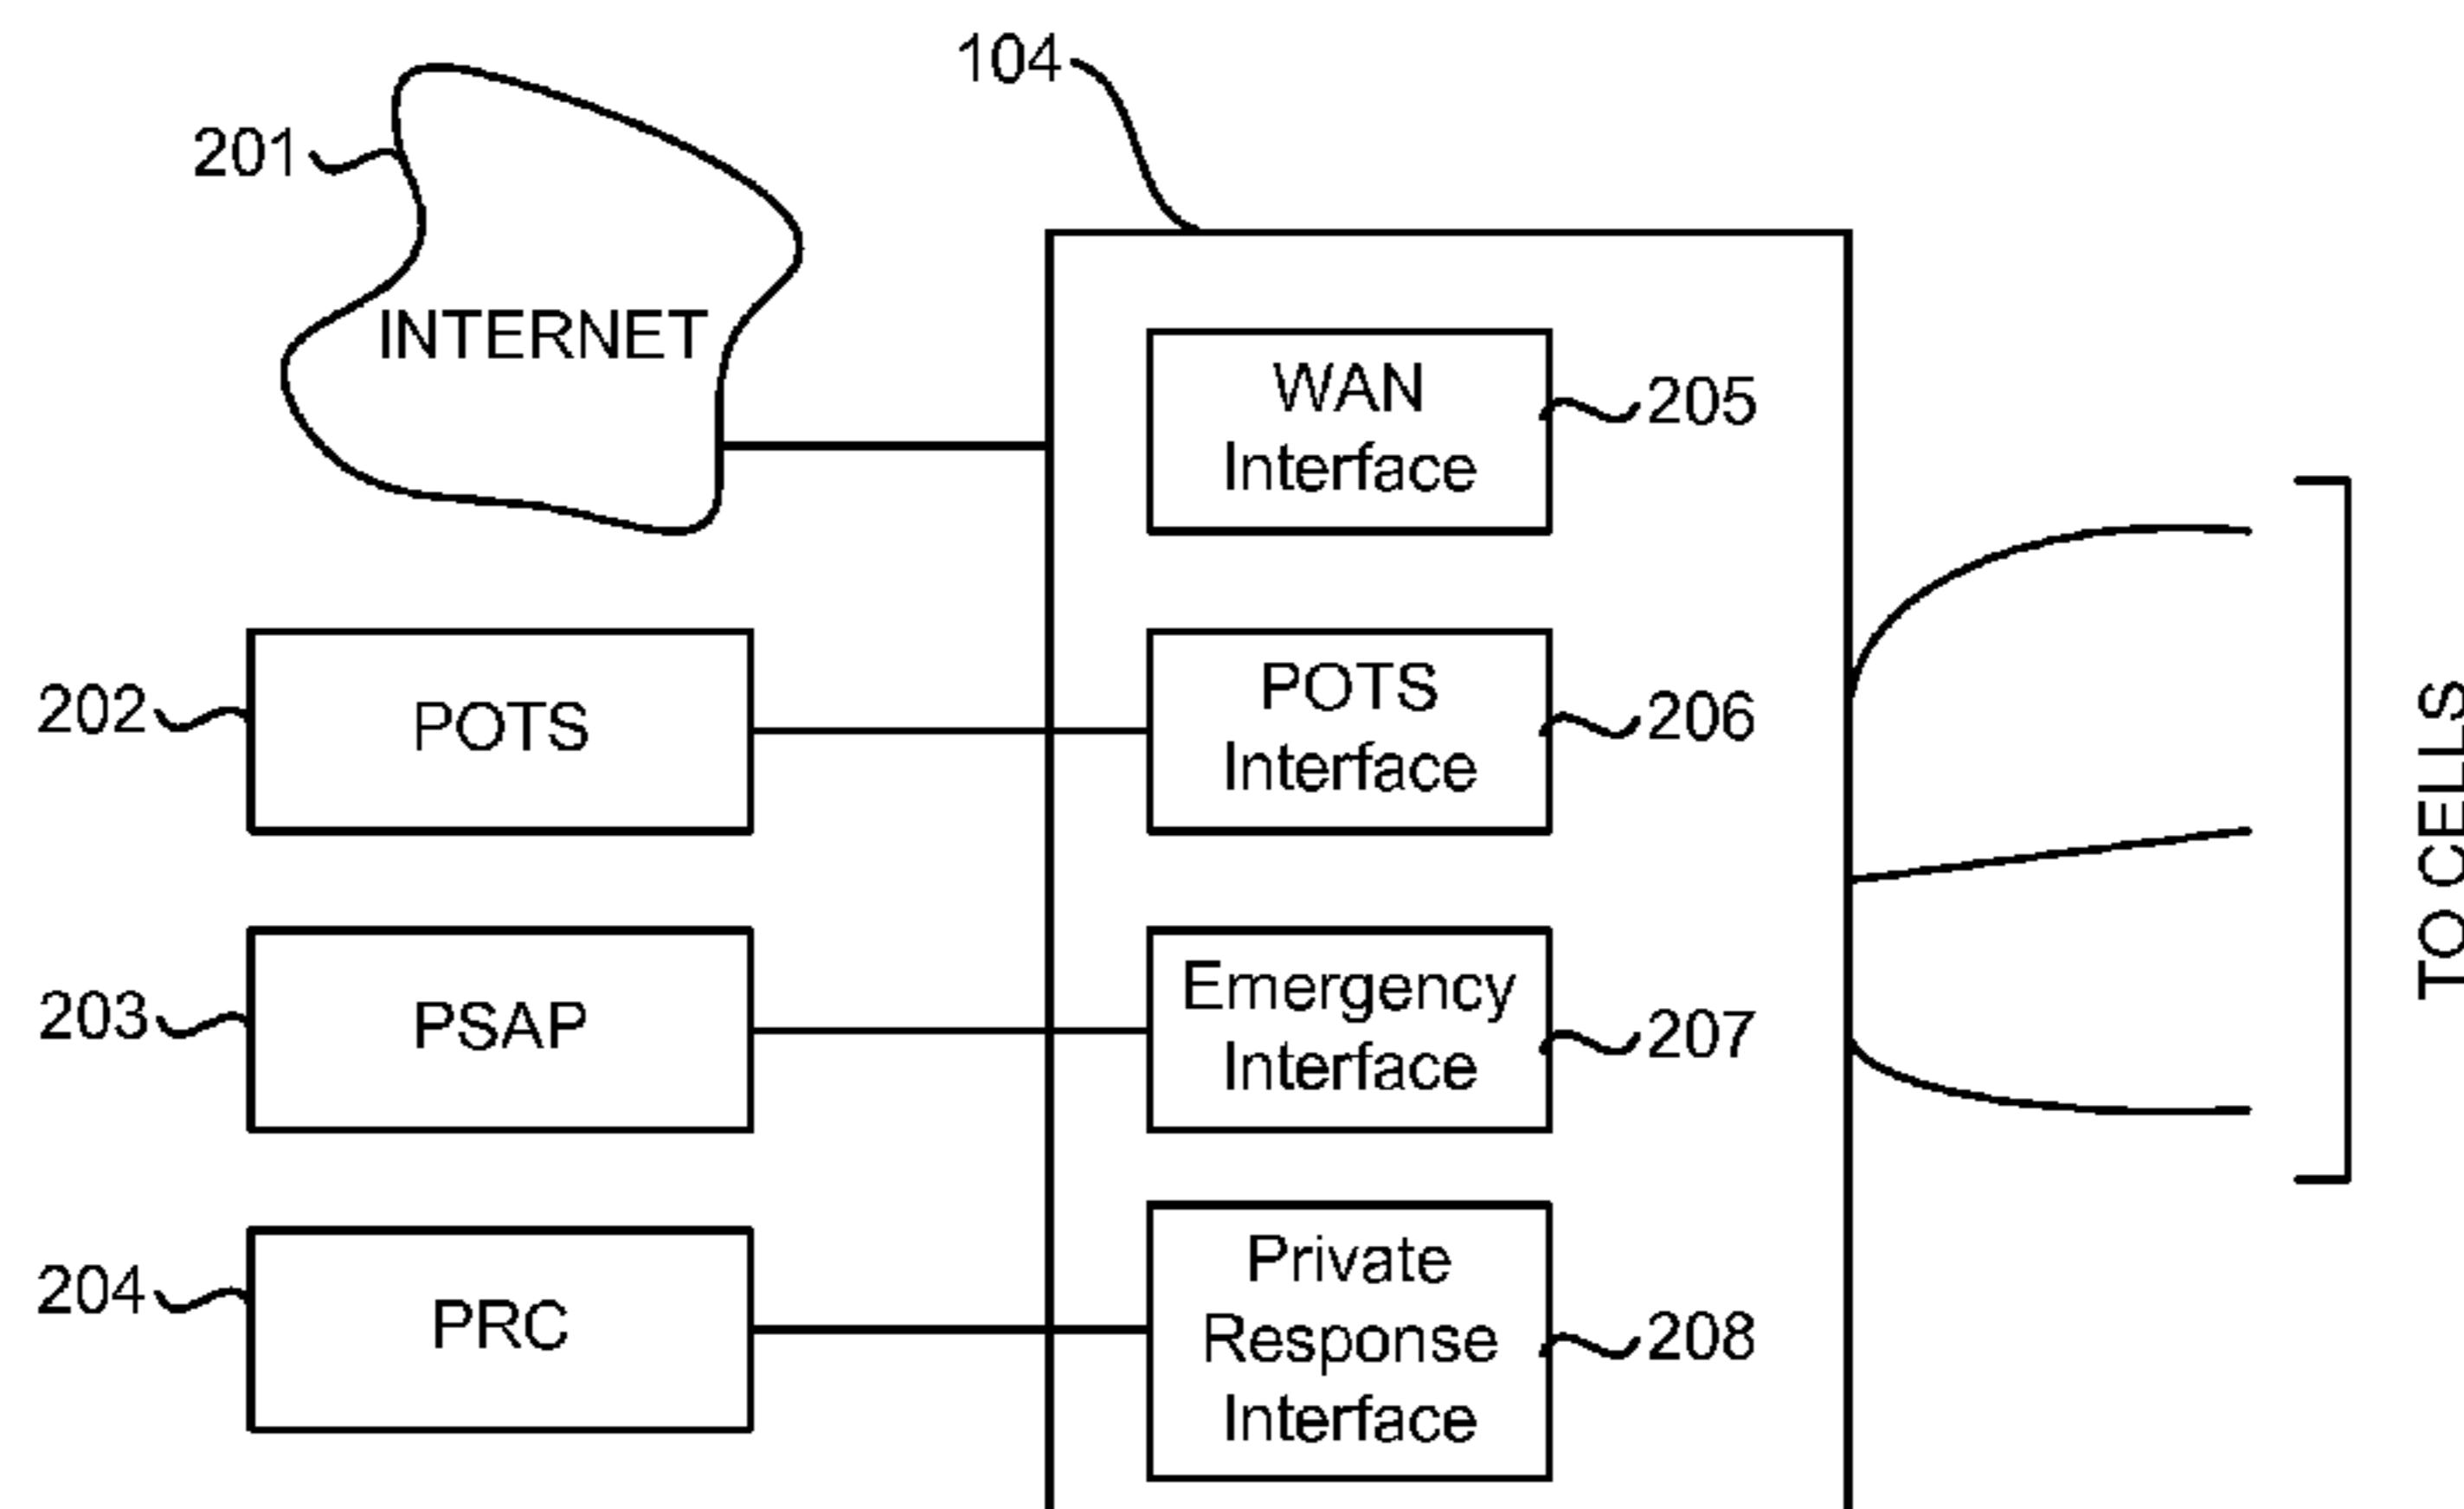 104
201
INTERNET
WAN
Interface
205
202
POTS
POTS
Interface
206
TO CELLS
203
PSAP
Emergency
Interface
207
204
PRC
Private
Response
Interface
208